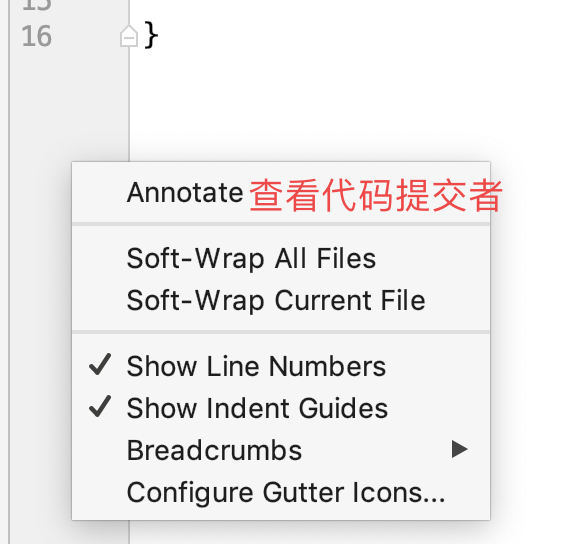 15
16 }
Annotate 查看代码提交者
Soft-Wrap All Files
Soft-Wrap Current File
Show Line Numbers
Show Indent Guides
Breadcrumbs
Configure Gutter Icons...